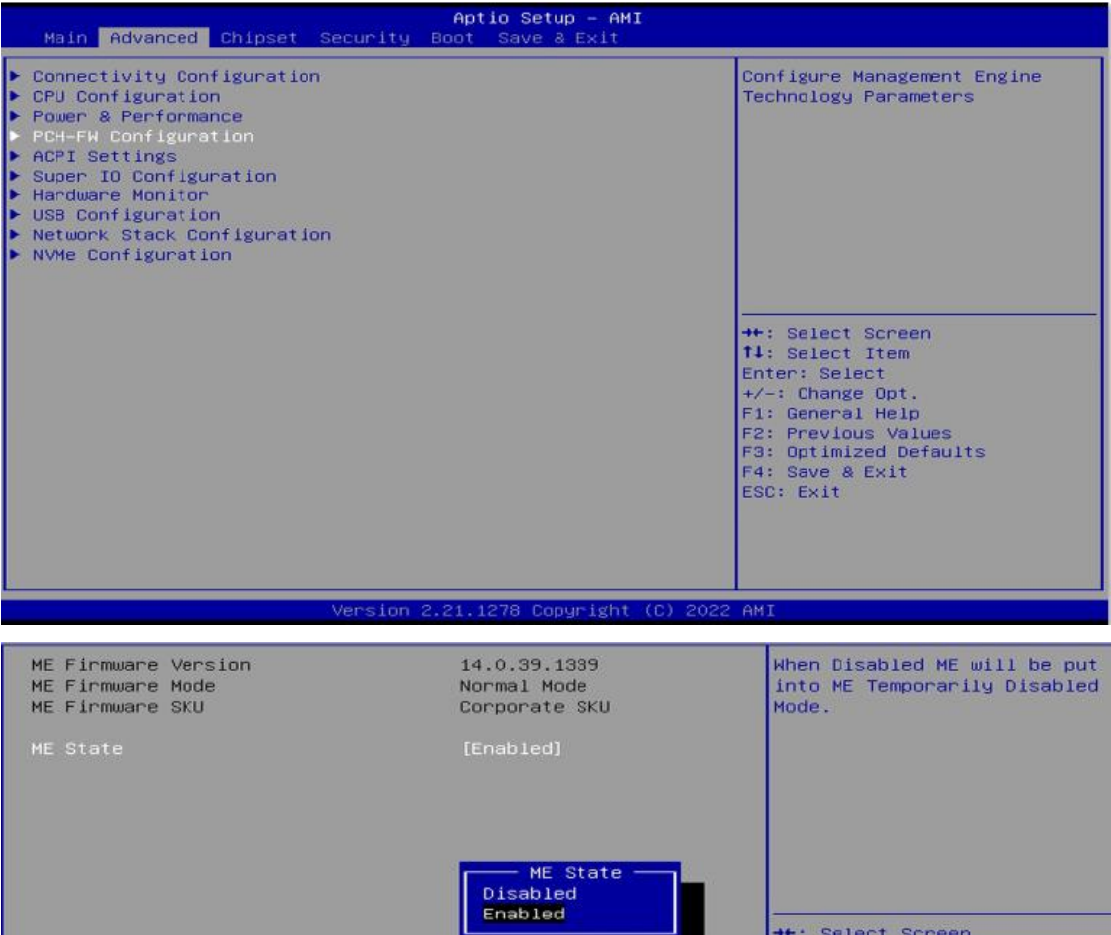 Aptio Setup – AMI
Main Advanced Chipset Security Boot Save & Exit
▶ Connectivity Configuration
▶ CPU Configuration
▶ Power & Performance
▶ PCH-FW Configuration
▶ ACPI Settings
▶ Super IO Configuration
▶ Hardware Monitor
▶ USB Configuration
▶ Network Stack Configuration
▶ NVMe Configuration
Configure Management Engine
Technology Parameters
→←: Select Screen
↑↓: Select Item
Enter: Select
+/-: Change Opt.
F1: General Help
F2: Previous Values
F3: Optimized Defaults
F4: Save & Exit
ESC: Exit
Version 2.21.1278 Copyright (C) 2022 AMI
ME Firmware Version 14.0.39.1339
ME Firmware Mode Normal Mode
ME Firmware SKU Corporate SKU
ME State [Enabled]
When Disabled ME will be put
into ME Temporarily Disabled
Mode.
ME State
Disabled
Enabled
→←: Select Screen